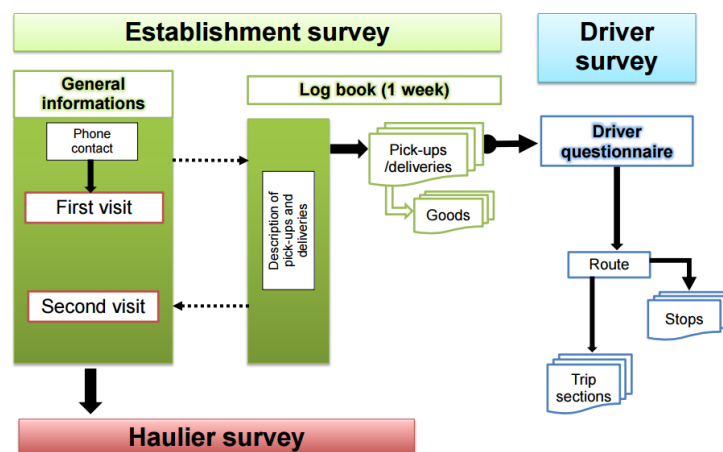 Establishment survey
Driver
survey
General
informations
Log book (1 week)
Phone
contact
First visit
Second visit
Description of
pick-ups and
deliveries
Pick-ups
/deliveries
Goods
Driver
questionnaire
Route
Stops
Trip
sections
Haulier survey